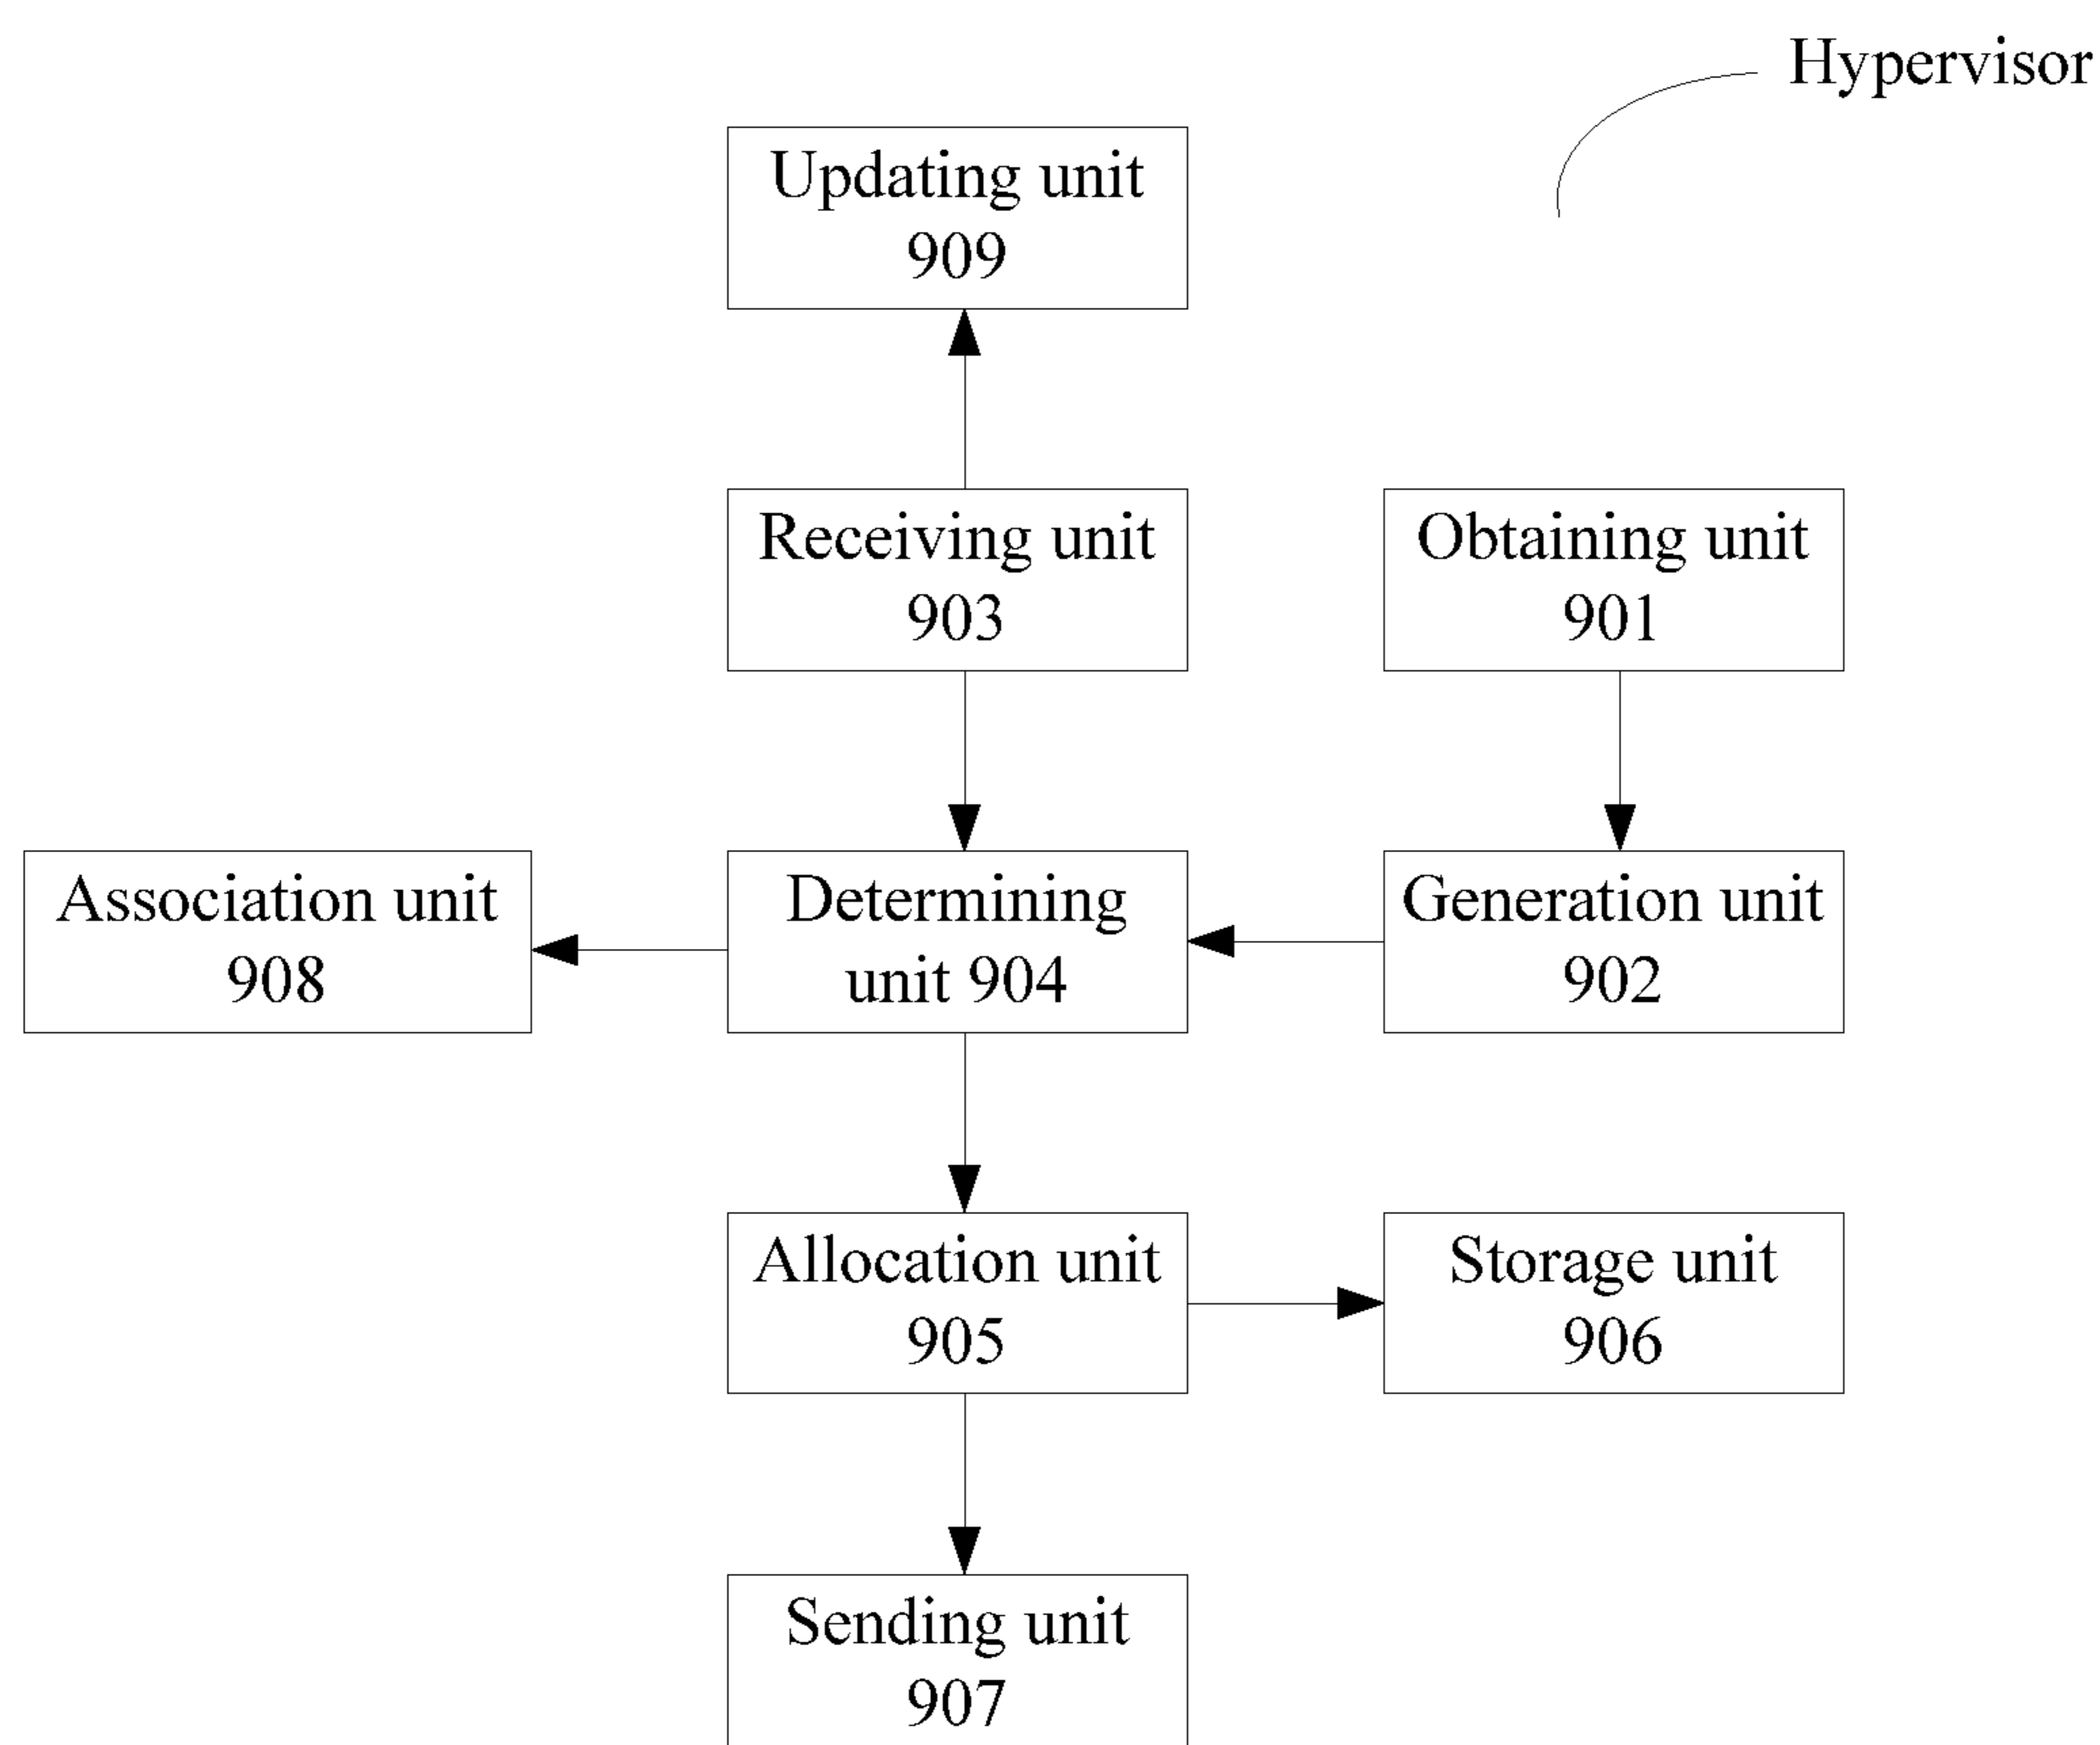 Hypervisor
Updating unit
909
Receiving unit
903
Obtaining unit
901
Association unit
908
Determining
unit 904
Generation unit
902
Allocation unit
905
Storage unit
906
Sending unit
907